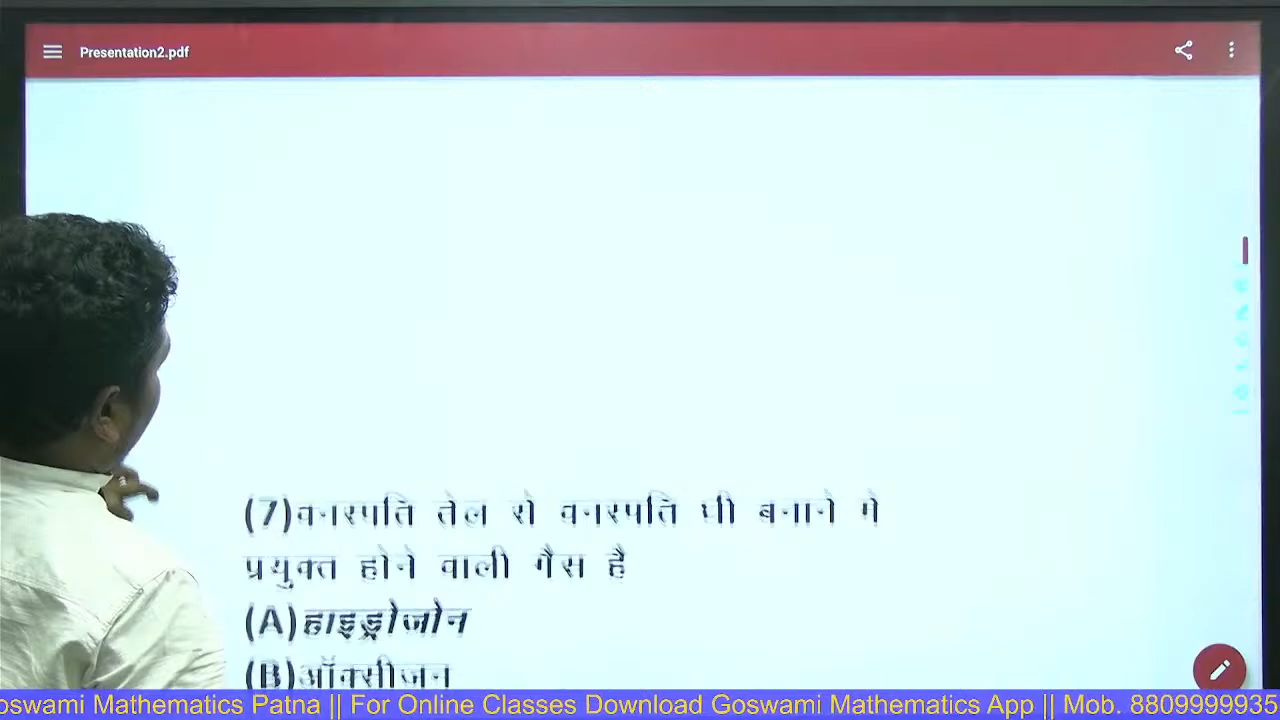 Presentation2.pdf
(7)वनस्पति तेल से वनस्पति घी बनाने मे
प्रयुक्त होने वाली गैस है
(A)हाइड्रोजोन
(B)ऑक्सीजन
oswami Mathematics Patna || For Online Classes Download Goswami Mathematics App || Mob. 8809999935